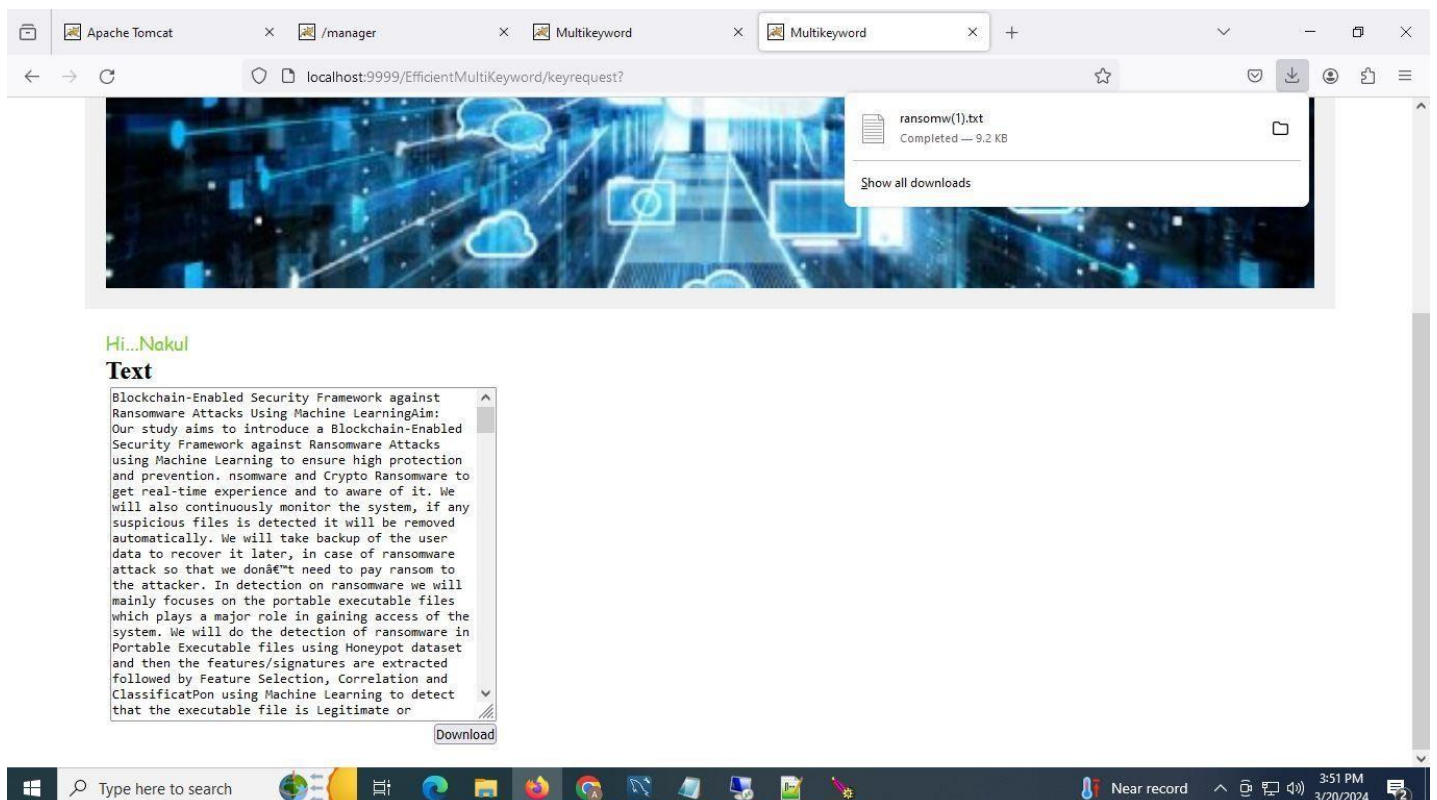 Apache Tomcat
/manager
Multikeyword
Multikeyword
localhost:9999/EfficientMultiKeyword/keyrequest?
ransomw(1).txt
Completed — 9.2 KB
Show all downloads
Hi...Nakul
Text
Blockchain-Enabled Security Framework against
Ransomware Attacks Using Machine LearningAim:
Our study aims to introduce a Blockchain-Enabled
Security Framework against Ransomware Attacks
using Machine Learning to ensure high protection
and prevention. nsomware and Crypto Ransomware to
get real-time experience and to aware of it. We
will also continuously monitor the system, if any
suspicious files is detected it will be removed
automatically. We will take backup of the user
data to recover it later, in case of ransomware
attack so that we donâ€™t need to pay ransom to
the attacker. In detection on ransomware we will
mainly focuses on the portable executable files
which plays a major role in gaining access of the
system. We will do the detection of ransomware in
Portable Executable files using Honeypot dataset
and then the features/signatures are extracted
followed by Feature Selection, Correlation and
ClassificatPon using Machine Learning to detect
that the executable file is Legitimate or
Download
Type here to search
Near record
3:51 PM
3/20/2024
2